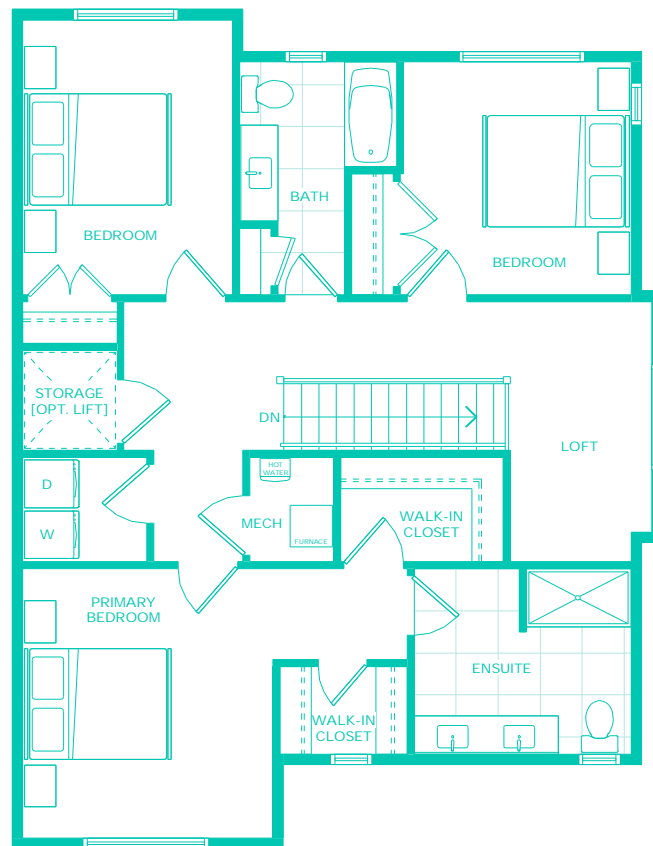 BATH
BEDROOM
BEDROOM
STORAGE
[OPT. LIFT]
DN
LOFT
HOT
WATER
D
W
MECH
FURNACE
WALK-IN
CLOSET
PRIMARY
BEDROOM
ENSUITE
WALK-IN
CLOSET